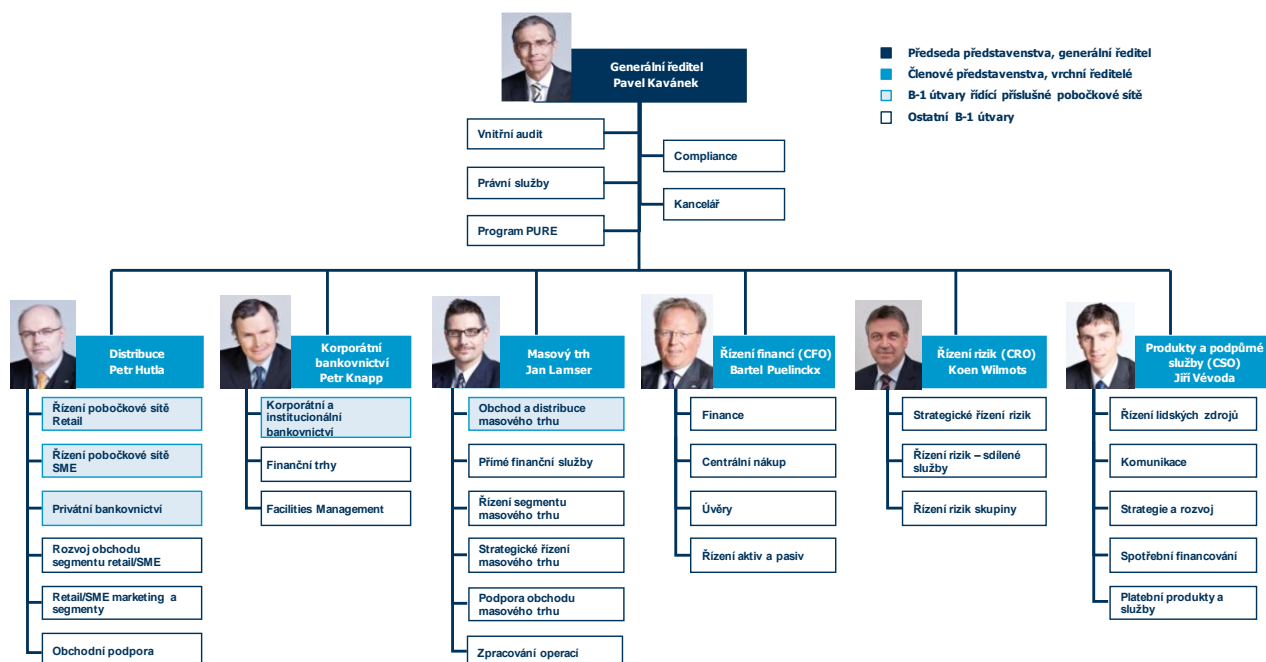 Generální ředitel
Pavel Kavánek
Předseda představenstva, generální ředitel
Členové představenstva, vrchní ředitelé
B-1 útvary řídící příslušné pobočkové sítě
Ostatní B-1 útvary
Vnitřní audit
Compliance
Právní služby
Kancelář
Program PURE
Distribuce
Petr Hutla
Řízení pobočkové sítě
Retail
Řízení pobočkové sítě
SME
Privátní bankovnictví
Rozvoj obchodu
segmentu retail/SME
Retail/SME marketing a
segmenty
Obchodní podpora
Korporátní
bankovnictví
Petr Knapp
Korporátní a
institucionální
bankovnictví
Finanční trhy
Facilities Management
Masový trh
Jan Lamser
Obchod a distribuce
masového trhu
Přímé finanční služby
Řízení segmentu
masového trhu
Strategické řízení
masového trhu
Podpora obchodu
masového trhu
Zpracování operací
Řízení financí (CFO)
Bartel Puelinckx
Finance
Centrální nákup
Úvěry
Řízení aktiv a pasiv
Řízení rizik (CRO)
Koen Wilmots
Strategické řízení rizik
Řízení rizik – sdílené
služby
Řízení rizik skupiny
Produkty a podpůrné
služby (CSO)
Jiří Vévoda
Řízení lidských zdrojů
Komunikace
Strategie a rozvoj
Spotřební financování
Platební produkty a
služby